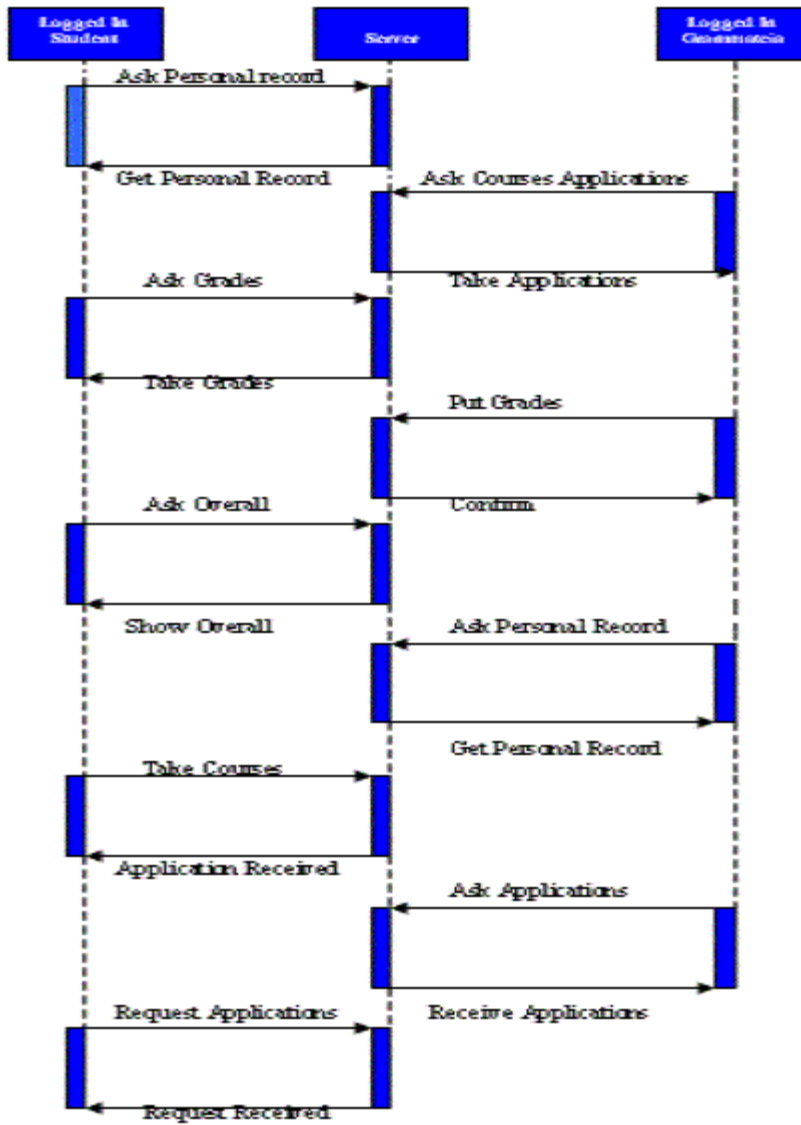 Logged In
Student
Server
Logged In
Grammateia
Ask Personal record
Get Personal Record
Ask Courses Applications
Take Applications
Ask Grades
Take Grades
Put Grades
Confirm
Ask Overall
Show Overall
Ask Personal Record
Get Personal Record
Take Courses
Application Received
Ask Applications
Receive Applications
Request Applications
Request Received